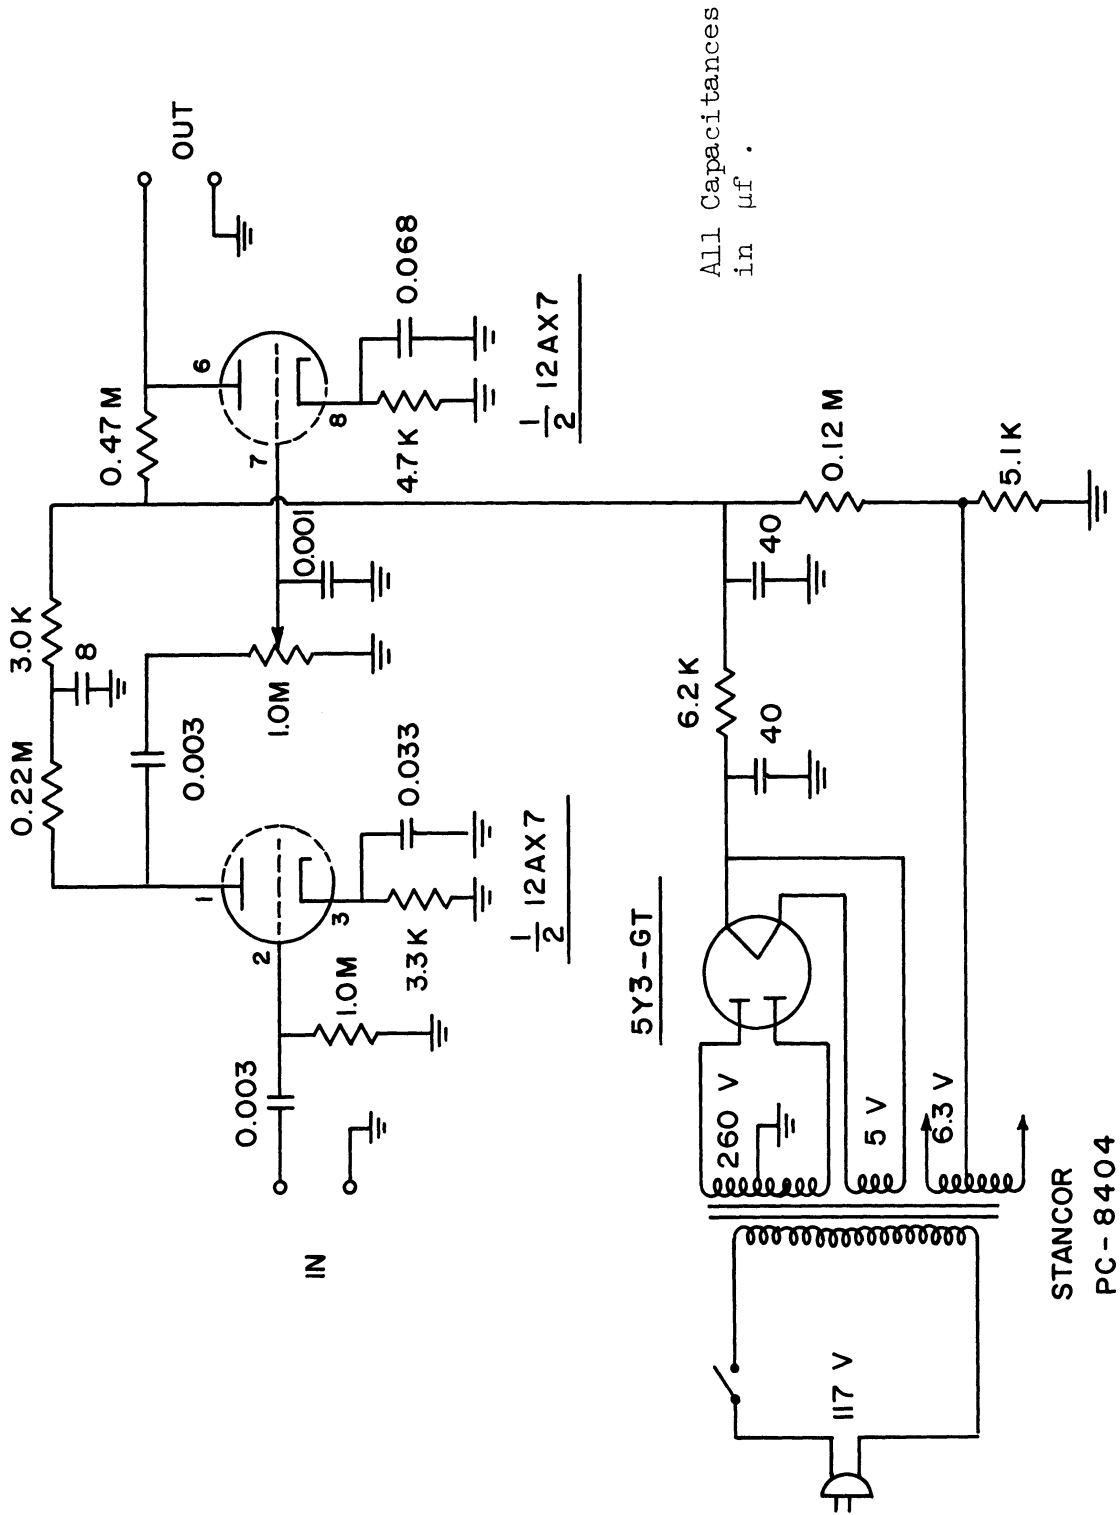 0.22M
3.0K
8
0.47M
OUT
0.003
1.0M
0.001
1
2
3
6
7
8
IN
0.003
1.0M
3.3K
0.033
4.7K
0.068
1/2 12AX7
1/2 12AX7
5Y3-GT
6.2K
40
40
0.12M
5.1K
260 V
5 V
6.3 V
117 V
STANCOR
PC-8404
All Capacitances
in μf .